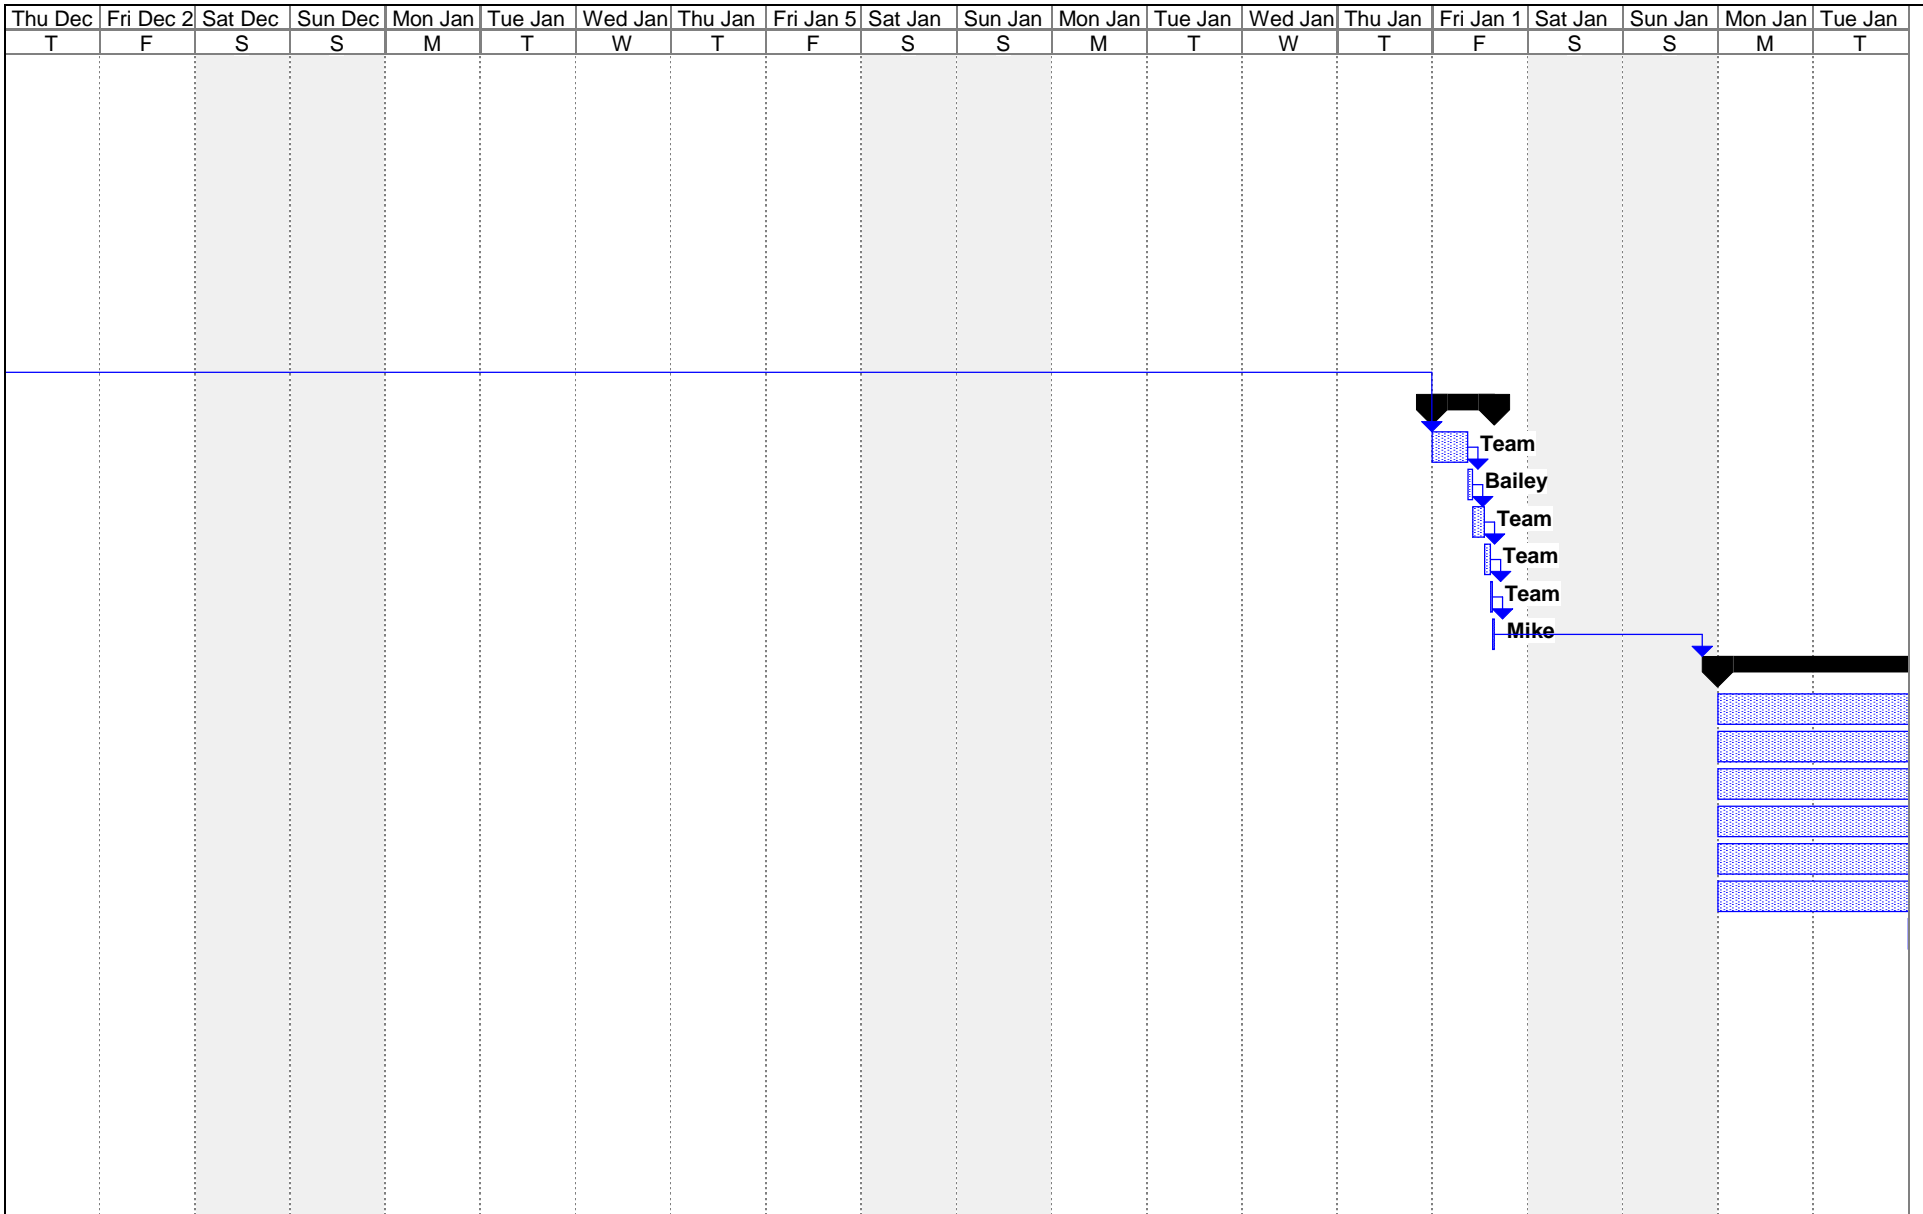 Thu Dec Fri Dec 2 Sat Dec Sun Dec Mon Jan Tue Jan Wed Jan Thu Jan Fri Jan 5 Sat Jan Sun Jan Mon Jan Tue Jan Wed Jan Thu Jan Fri Jan 1 Sat Jan Sun Jan Mon Jan Tue Jan
T F S S M T W T F S S M T W T F S S M T
Team
Bailey
Team
Team
Team
Mike